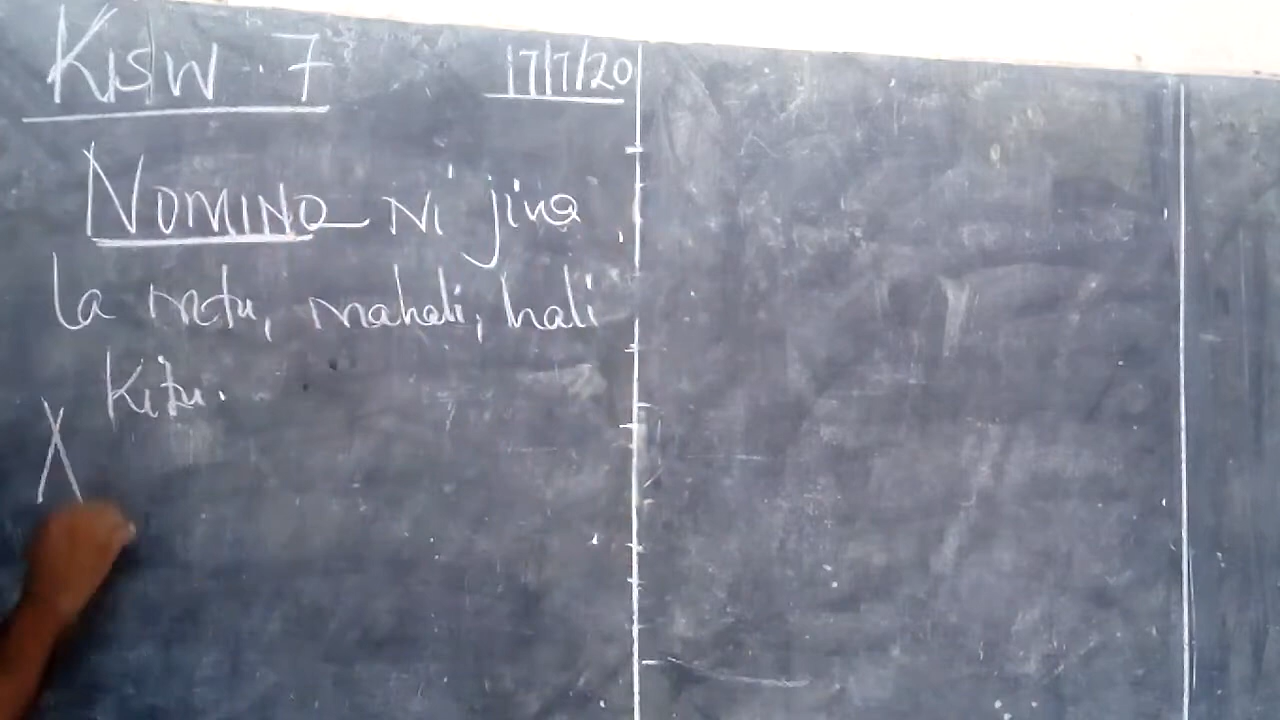 Kisw. 7
17/7/20
NOMINO - Ni jina
la mtu, mahali, hali
Kitu.
X